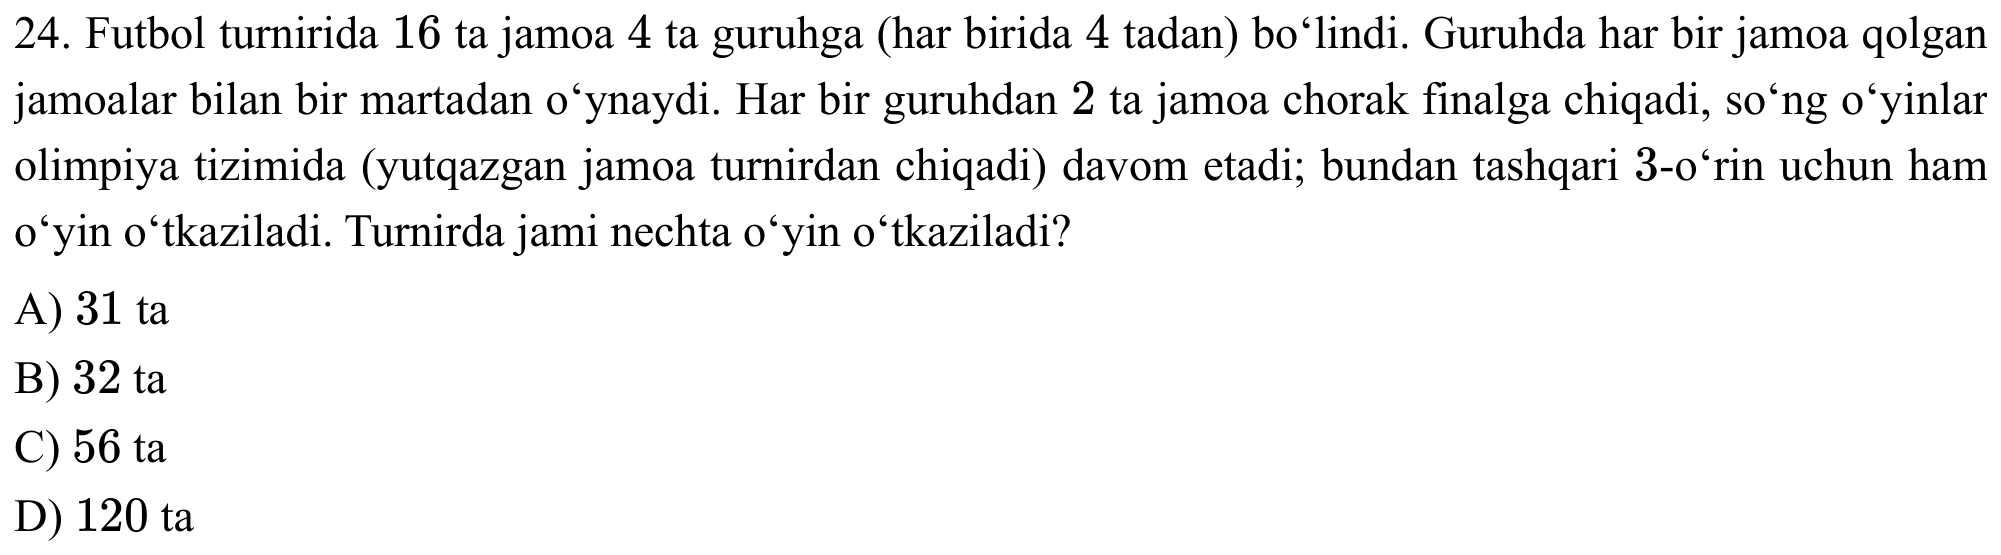 24. Futbol turnirida 16 ta jamoa 4 ta guruhga (har birida 4 tadan) bo‘lindi. Guruhda har bir jamoa qolgan
jamoalar bilan bir martadan o‘ynaydi. Har bir guruhdan 2 ta jamoa chorak finalga chiqadi, so‘ng o‘yinlar
olimpiya tizimida (yutqazgan jamoa turnirdan chiqadi) davom etadi; bundan tashqari 3-o‘rin uchun ham
o‘yin o‘tkaziladi. Turnirda jami nechta o‘yin o‘tkaziladi?
A) 31 ta
B) 32 ta
C) 56 ta
D) 120 ta